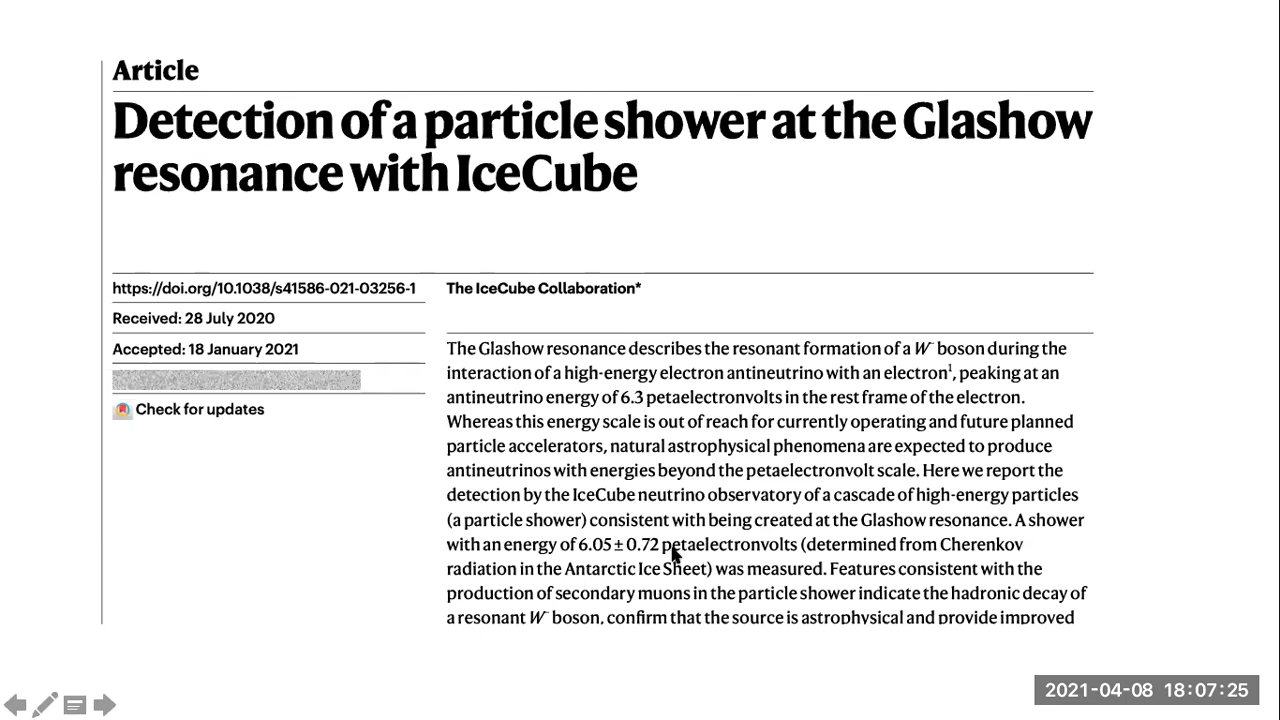 Article
Detection of a particle shower at the Glashow
resonance with IceCube
https://doi.org/10.1038/s41586-021-03256-1
Received: 28 July 2020
Accepted: 18 January 2021
Check for updates
The IceCube Collaboration*
The Glashow resonance describes the resonant formation of a W⁻ boson during the
interaction of a high-energy electron antineutrino with an electron¹, peaking at an
antineutrino energy of 6.3 petaelectronvolts in the rest frame of the electron.
Whereas this energy scale is out of reach for currently operating and future planned
particle accelerators, natural astrophysical phenomena are expected to produce
antineutrinos with energies beyond the petaelectronvolt scale. Here we report the
detection by the IceCube neutrino observatory of a cascade of high-energy particles
(a particle shower) consistent with being created at the Glashow resonance. A shower
with an energy of 6.05 ± 0.72 petaelectronvolts (determined from Cherenkov
radiation in the Antarctic Ice Sheet) was measured. Features consistent with the
production of secondary muons in the particle shower indicate the hadronic decay of
a resonant W⁻ boson, confirm that the source is astrophysical and provide improved
2021-04-08 18:07:25